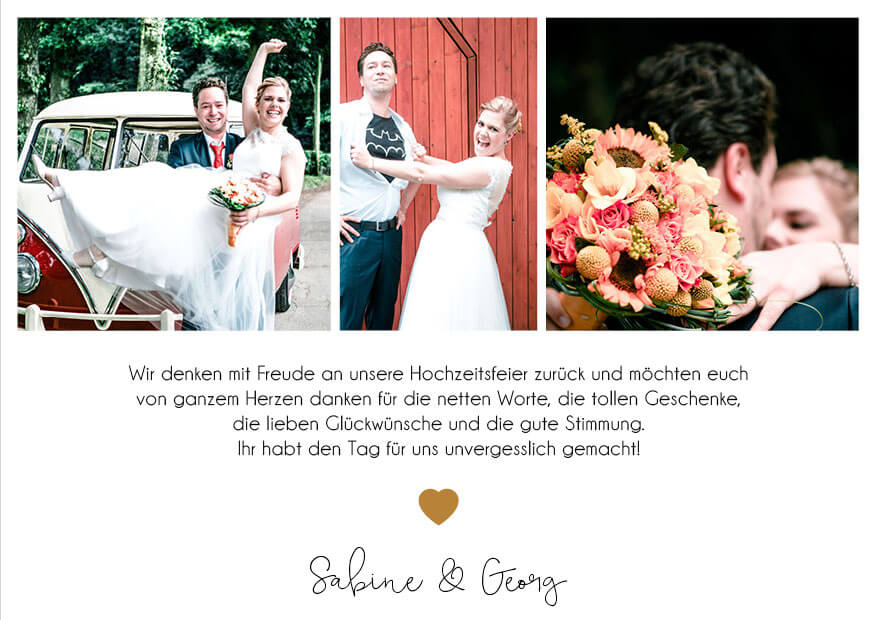 Wir denken mit Freude an unsere Hochzeitsfeier zurück und möchten euch
von ganzem Herzen danken für die netten Worte, die tollen Geschenke,
die lieben Glückwünsche und die gute Stimmung.
Ihr habt den Tag für uns unvergesslich gemacht!
Sabine & Georg